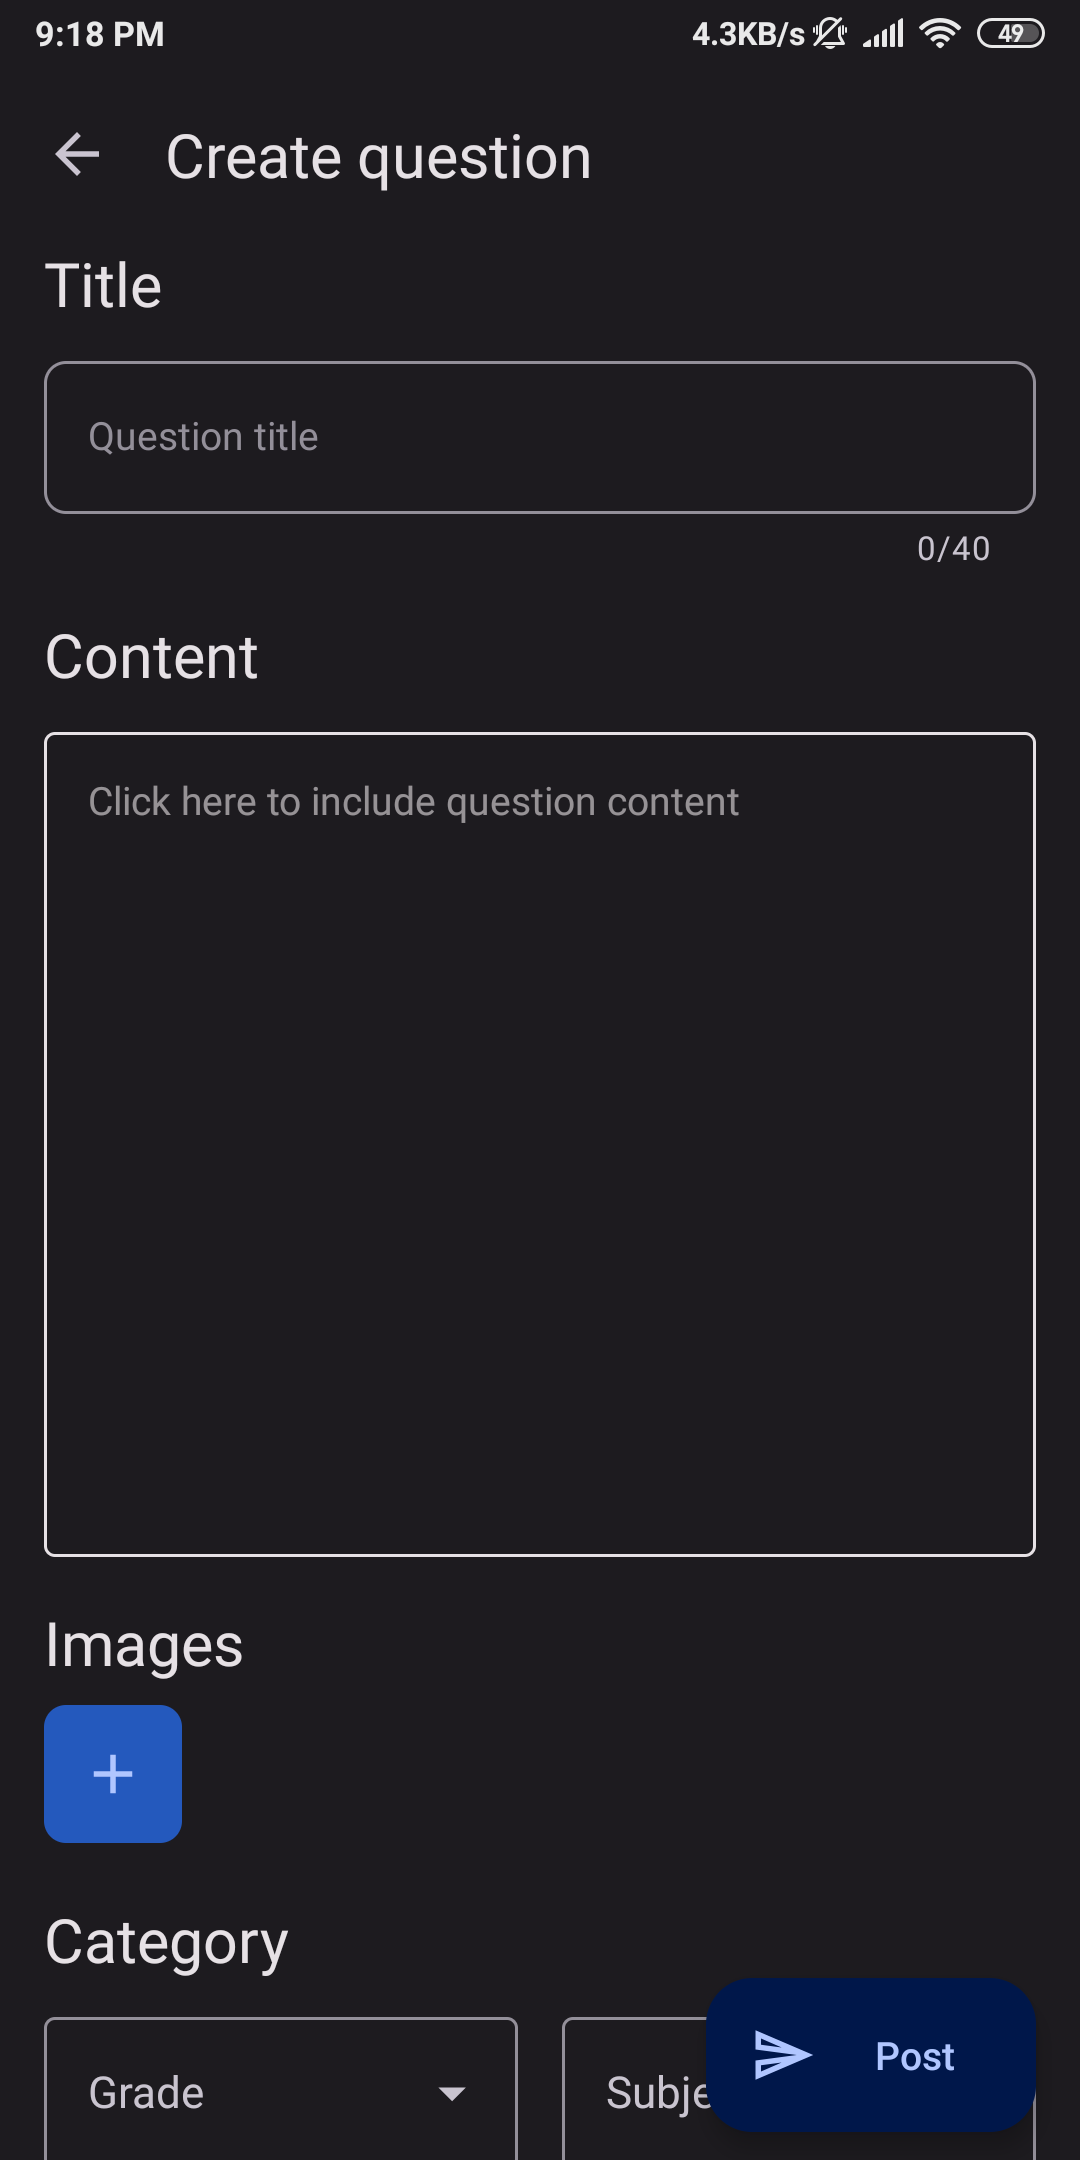 9:18 PM 4.3KB/s 49
Create question
Title
Question title
0/40
Content
Click here to include question content
Images
Category
Grade
Post